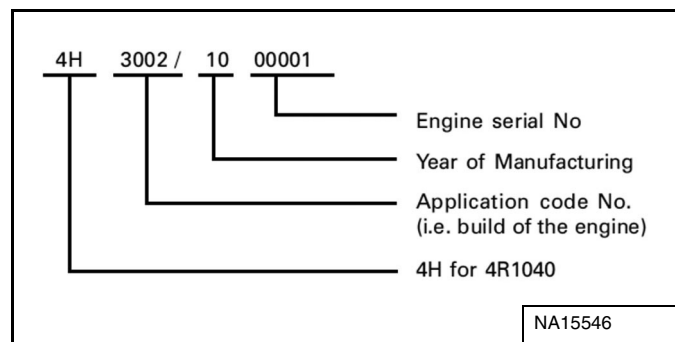 4H 3002 / 10 00001
Engine serial No
Year of Manufacturing
Application code No.
(i.e. build of the engine)
4H for 4R1040
NA15546